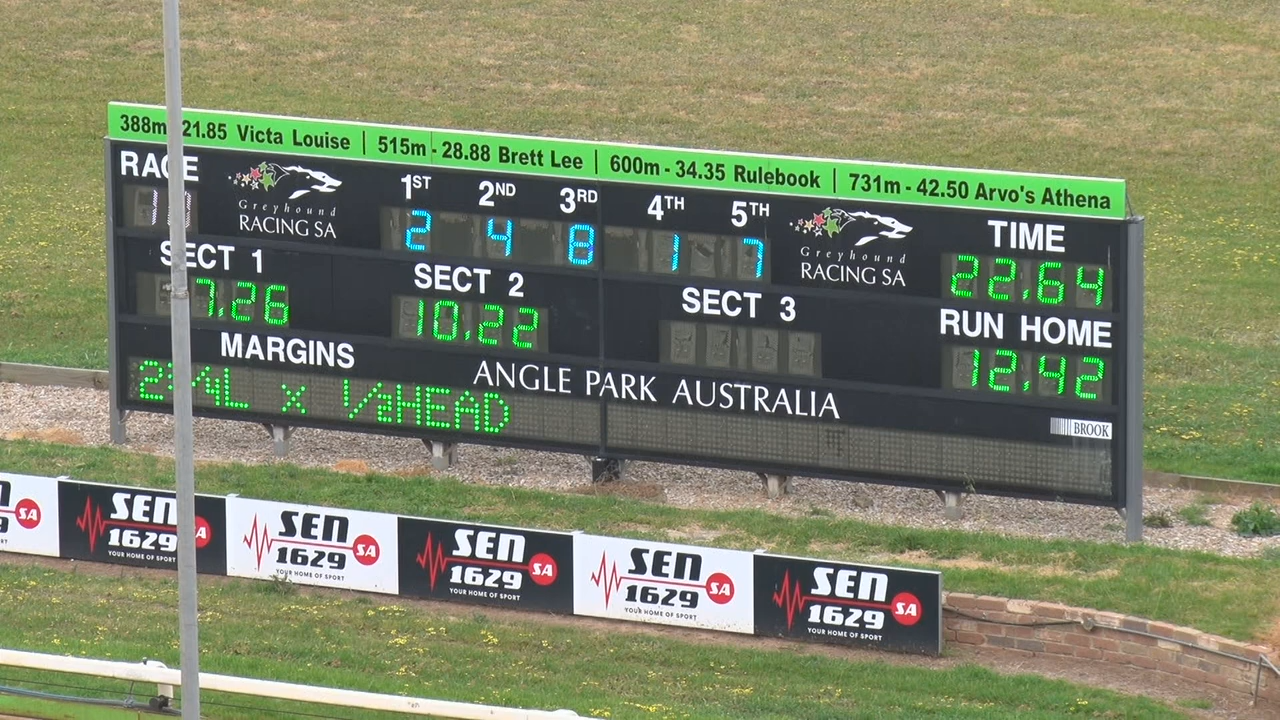 388m - 21.85 Victa Louise | 515m - 28.88 Brett Lee | 600m - 34.35 Rulebook | 731m - 42.50 Arvo's Athena
RACE
Greyhound
RACING SA
1ST 2ND 3RD 4TH 5TH
2 4 8 1 7
Greyhound
RACING SA
TIME
22.64
SECT 1
7.26
SECT 2
10.22
SECT 3
RUN HOME
12.42
MARGINS
ANGLE PARK AUSTRALIA
x 1/2HEAD
BROOK
SA
SEN SA
1629
YOUR HOME OF SPORT
SEN SA
1629
YOUR HOME OF SPORT
SEN SA
1629
YOUR HOME OF SPORT
SEN SA
1629
YOUR HOME OF SPORT
SEN SA
1629
YOUR HOME OF SPORT